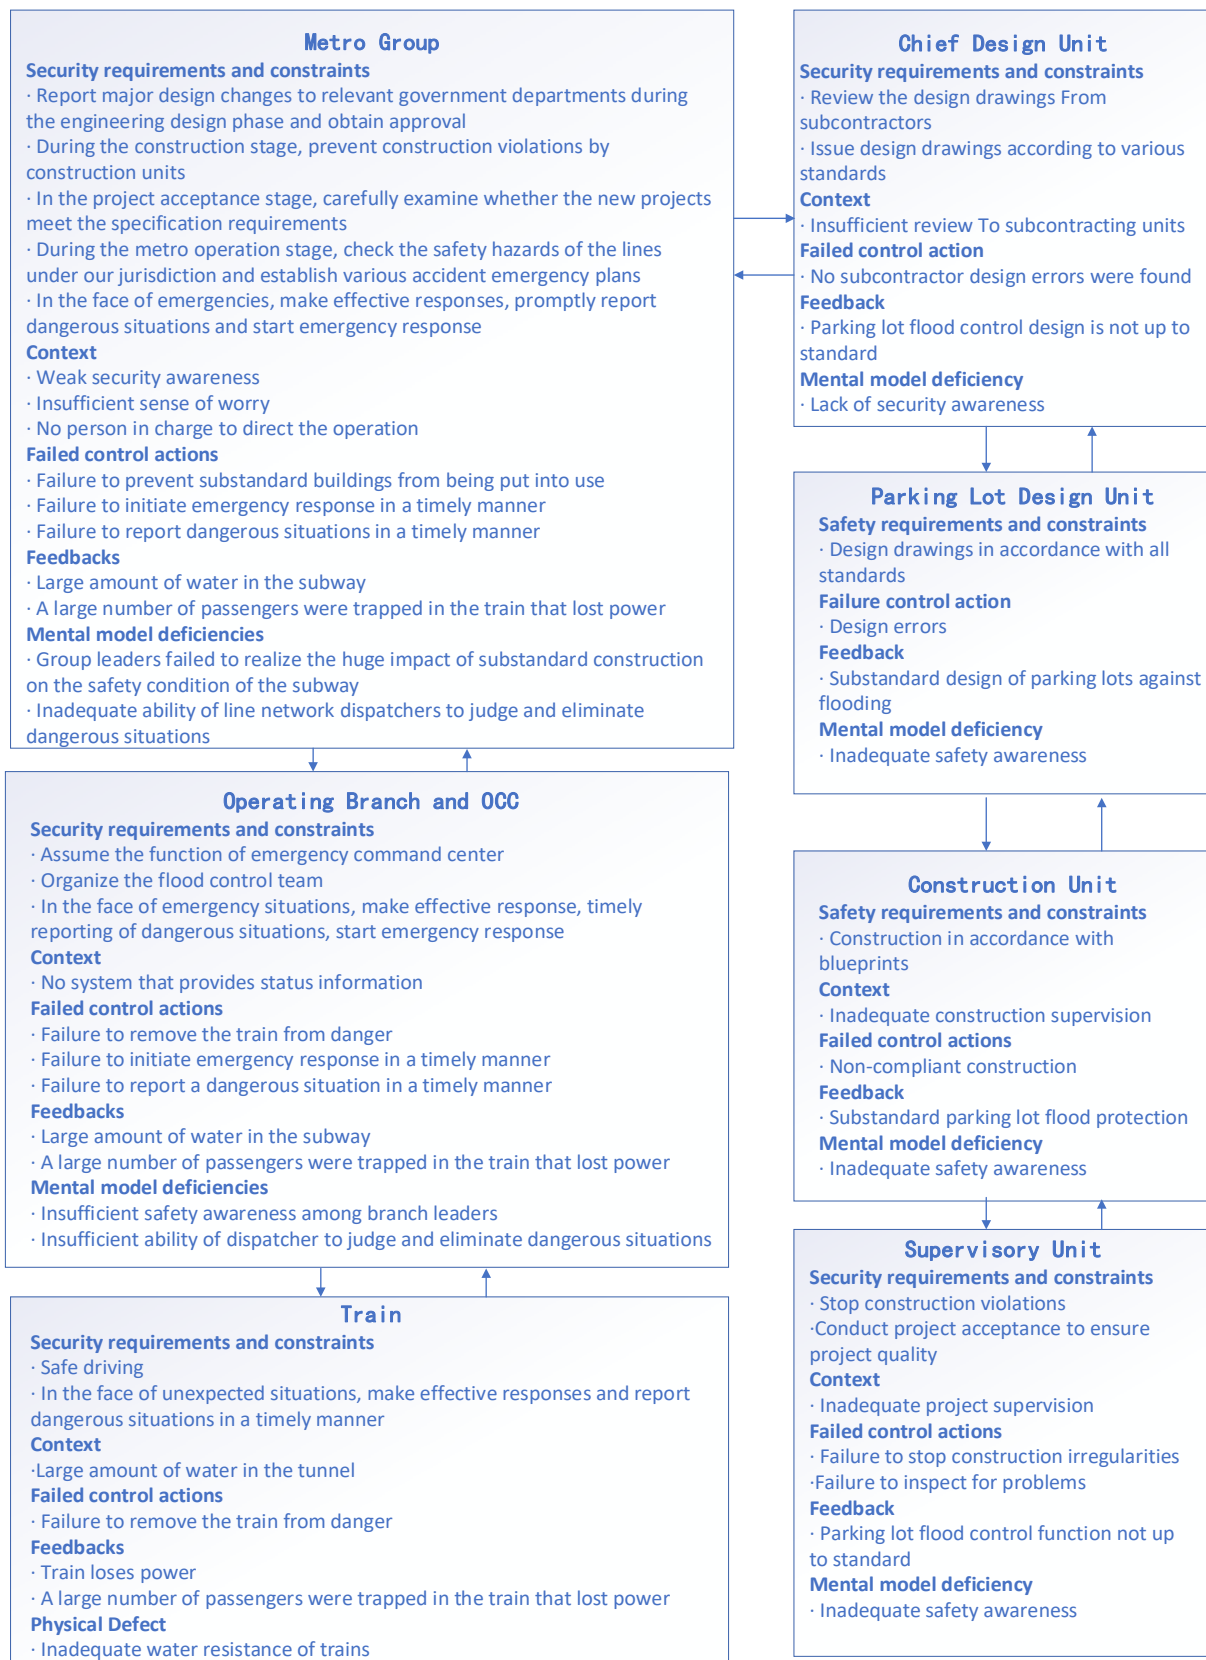 Metro Group
Security requirements and constraints
· Report major design changes to relevant government departments during
the engineering design phase and obtain approval
· During the construction stage, prevent construction violations by
construction units
· In the project acceptance stage, carefully examine whether the new projects
meet the specification requirements
· During the metro operation stage, check the safety hazards of the lines
under our jurisdiction and establish various accident emergency plans
· In the face of emergencies, make effective responses, promptly report
dangerous situations and start emergency response
Context
· Weak security awareness
· Insufficient sense of worry
· No person in charge to direct the operation
Failed control actions
· Failure to prevent substandard buildings from being put into use
· Failure to initiate emergency response in a timely manner
· Failure to report dangerous situations in a timely manner
Feedbacks
· Large amount of water in the subway
· A large number of passengers were trapped in the train that lost power
Mental model deficiencies
· Group leaders failed to realize the huge impact of substandard construction
on the safety condition of the subway
· Inadequate ability of line network dispatchers to judge and eliminate
dangerous situations
Operating Branch and OCC
Security requirements and constraints
· Assume the function of emergency command center
· Organize the flood control team
· In the face of emergency situations, make effective response, timely
reporting of dangerous situations, start emergency response
Context
· No system that provides status information
Failed control actions
· Failure to remove the train from danger
· Failure to initiate emergency response in a timely manner
· Failure to report a dangerous situation in a timely manner
Feedbacks
· Large amount of water in the subway
· A large number of passengers were trapped in the train that lost power
Mental model deficiencies
· Insufficient safety awareness among branch leaders
· Insufficient ability of dispatcher to judge and eliminate dangerous situations
Train
Security requirements and constraints
· Safe driving
· In the face of unexpected situations, make effective responses and report
dangerous situations in a timely manner
Context
·Large amount of water in the tunnel
Failed control actions
· Failure to remove the train from danger
Feedbacks
· Train loses power
· A large number of passengers were trapped in the train that lost power
Physical Defect
· Inadequate water resistance of trains
Chief Design Unit
Security requirements and constraints
· Review the design drawings From
subcontractors
· Issue design drawings according to various
standards
Context
· Insufficient review To subcontracting units
Failed control action
· No subcontractor design errors were found
Feedback
· Parking lot flood control design is not up to
standard
Mental model deficiency
· Lack of security awareness
Parking Lot Design Unit
Safety requirements and constraints
· Design drawings in accordance with all
standards
Failure control action
· Design errors
Feedback
· Substandard design of parking lots against
flooding
Mental model deficiency
· Inadequate safety awareness
Construction Unit
Safety requirements and constraints
· Construction in accordance with
blueprints
Context
· Inadequate construction supervision
Failed control actions
· Non-compliant construction
Feedback
· Substandard parking lot flood protection
Mental model deficiency
· Inadequate safety awareness
Supervisory Unit
Security requirements and constraints
· Stop construction violations
·Conduct project acceptance to ensure
project quality
Context
· Inadequate project supervision
Failed control actions
· Failure to stop construction irregularities
·Failure to inspect for problems
Feedback
· Parking lot flood control function not up
to standard
Mental model deficiency
· Inadequate safety awareness